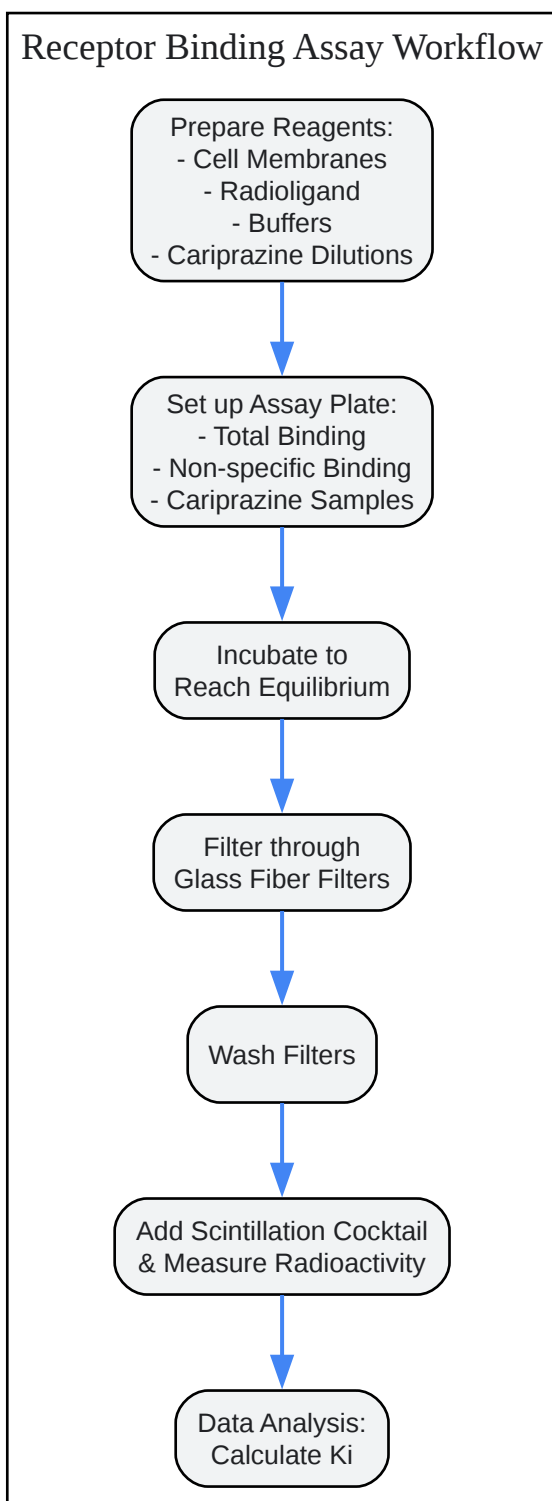 Receptor Binding Assay Workflow
Prepare Reagents:
- Cell Membranes
- Radioligand
- Buffers
- Cariprazine Dilutions
Set up Assay Plate:
- Total Binding
- Non-specific Binding
- Cariprazine Samples
Incubate to
Reach Equilibrium
Filter through
Glass Fiber Filters
Wash Filters
Add Scintillation Cocktail
& Measure Radioactivity
Data Analysis:
Calculate Ki